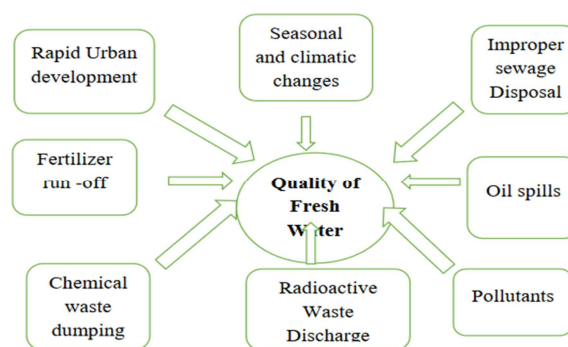 Rapid Urban
development
Seasonal
and climatic
changes
Improper
sewage
Disposal
Fertilizer
run -off
Quality of
Fresh
Water
Oil spills
Chemical
waste
dumping
Radioactive
Waste
Discharge
Pollutants